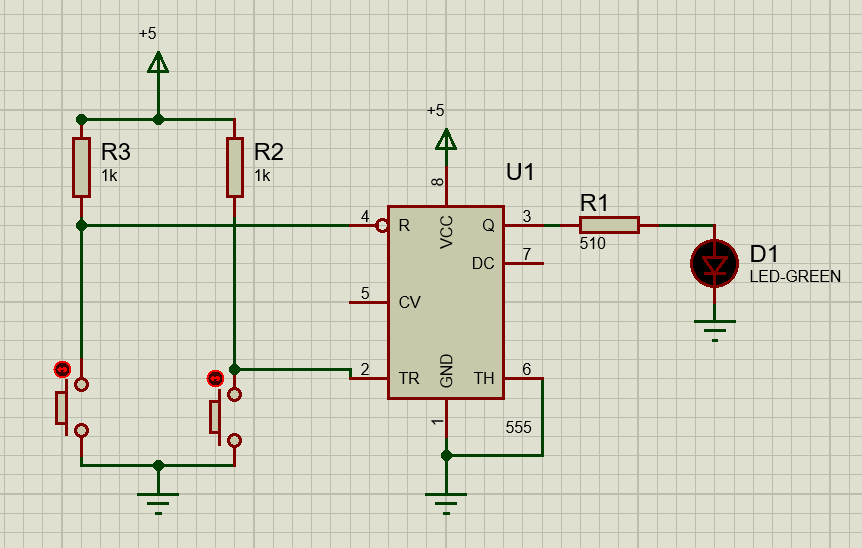 +5
R3
1k
R2
1k
+5
U1
8
VCC
4
R
Q
3
R1
510
DC
7
D1
LED-GREEN
5
CV
2
TR
GND
TH
6
1
555